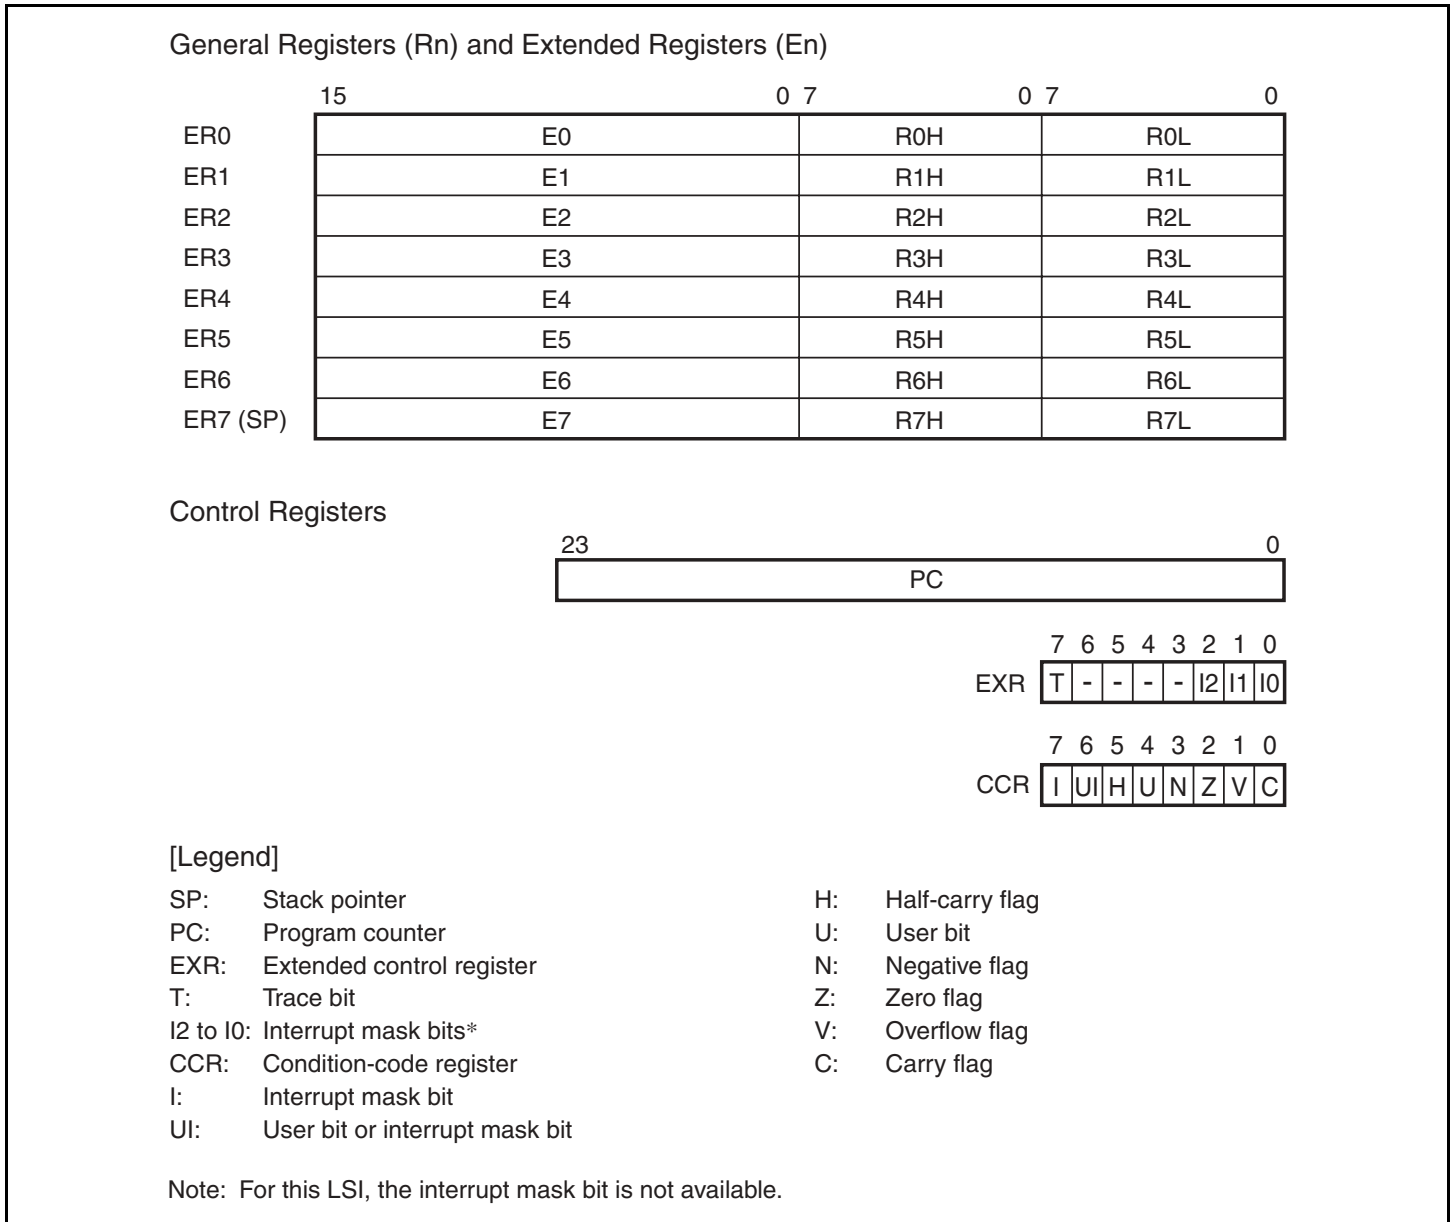 General Registers (Rn) and Extended Registers (En)
15 0 7 0 7 0
ER0 E0 R0H R0L
ER1 E1 R1H R1L
ER2 E2 R2H R2L
ER3 E3 R3H R3L
ER4 E4 R4H R4L
ER5 E5 R5H R5L
ER6 E6 R6H R6L
ER7 (SP) E7 R7H R7L
Control Registers
23 0
PC
7 6 5 4 3 2 1 0
EXR T - - - - I2 I1 I0
7 6 5 4 3 2 1 0
CCR I UI H U N Z V C
[Legend]
SP: Stack pointer
PC: Program counter
EXR: Extended control register
T: Trace bit
I2 to I0: Interrupt mask bits*
CCR: Condition-code register
I: Interrupt mask bit
UI: User bit or interrupt mask bit
H: Half-carry flag
U: User bit
N: Negative flag
Z: Zero flag
V: Overflow flag
C: Carry flag
Note: For this LSI, the interrupt mask bit is not available.